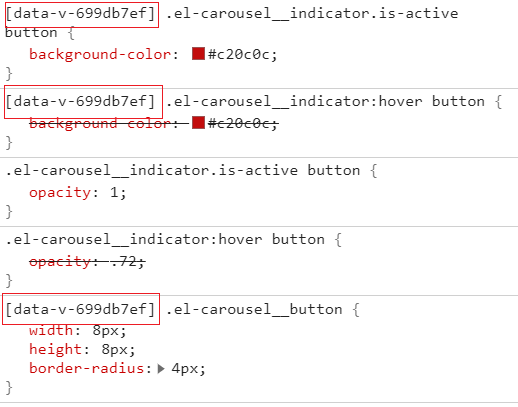 [data-v-699db7ef] .el-carousel__indicator.is-active
button {
background-color: #c20c0c;
}
[data-v-699db7ef] .el-carousel__indicator:hover button {
background-color: #c20c0c;
}
.el-carousel__indicator.is-active button {
opacity: 1;
}
.el-carousel__indicator:hover button {
opacity: .72;
}
[data-v-699db7ef] .el-carousel__button {
width: 8px;
height: 8px;
border-radius: 4px;
}